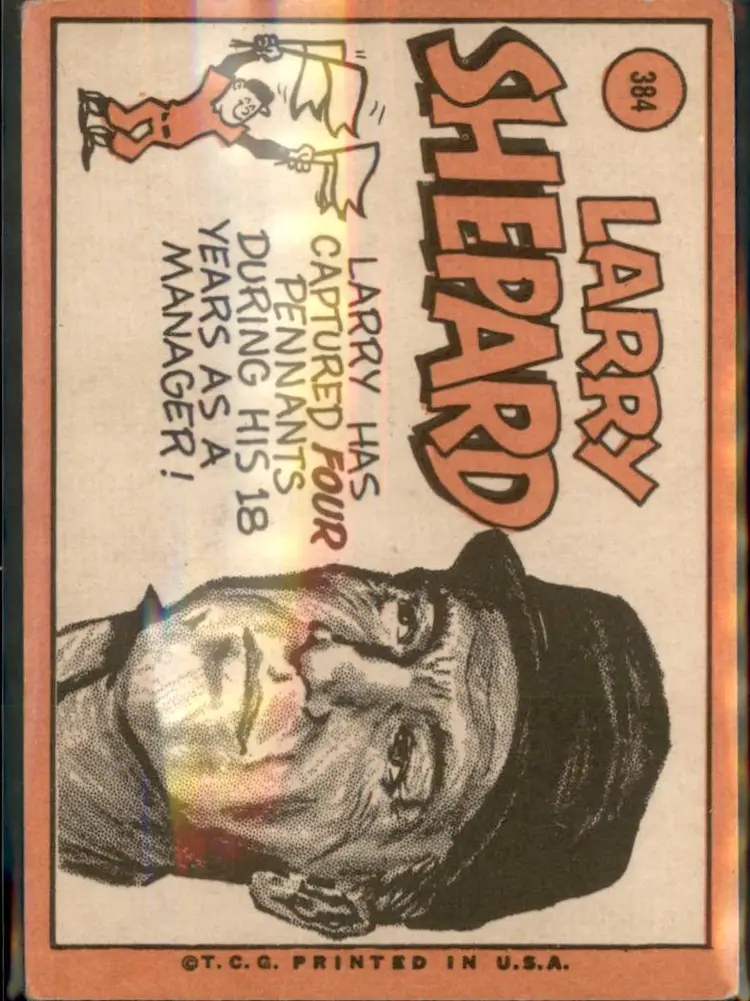 384
LARRY
SHEPARD
LARRY HAS
CAPTURED FOUR
PENNANTS
DURING HIS 18
YEARS AS A
MANAGER!
©T. C. G. PRINTED IN U.S.A.